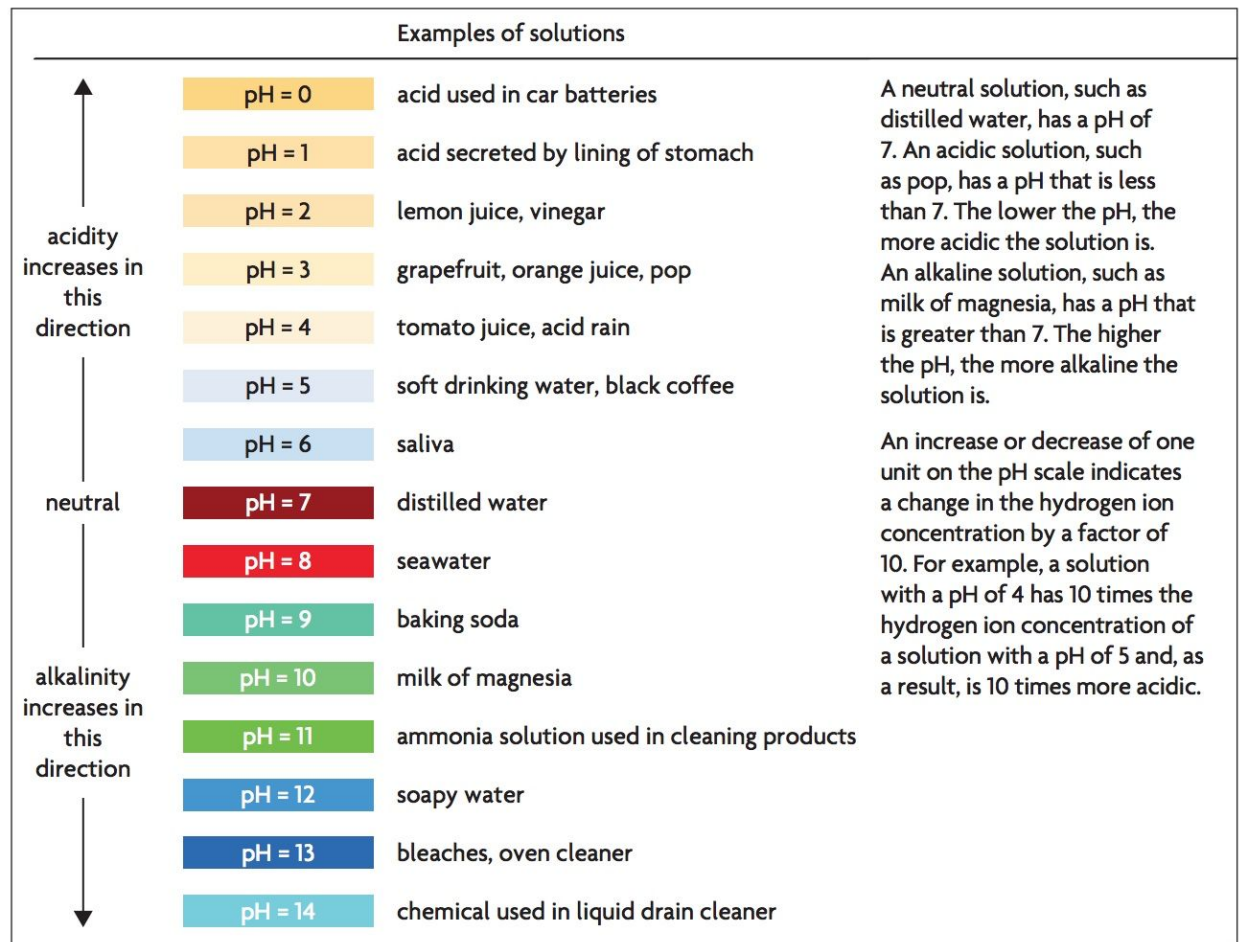 Examples of solutions
acidity
increases in
this
direction
neutral
alkalinity
increases in
this
direction
pH = 0 acid used in car batteries
pH = 1 acid secreted by lining of stomach
pH = 2 lemon juice, vinegar
pH = 3 grapefruit, orange juice, pop
pH = 4 tomato juice, acid rain
pH = 5 soft drinking water, black coffee
pH = 6 saliva
pH = 7 distilled water
pH = 8 seawater
pH = 9 baking soda
pH = 10 milk of magnesia
pH = 11 ammonia solution used in cleaning products
pH = 12 soapy water
pH = 13 bleaches, oven cleaner
pH = 14 chemical used in liquid drain cleaner
A neutral solution, such as
distilled water, has a pH of
7. An acidic solution, such
as pop, has a pH that is less
than 7. The lower the pH, the
more acidic the solution is.
An alkaline solution, such as
milk of magnesia, has a pH that
is greater than 7. The higher
the pH, the more alkaline the
solution is.
An increase or decrease of one
unit on the pH scale indicates
a change in the hydrogen ion
concentration by a factor of
10. For example, a solution
with a pH of 4 has 10 times the
hydrogen ion concentration of
a solution with a pH of 5 and, as
a result, is 10 times more acidic.